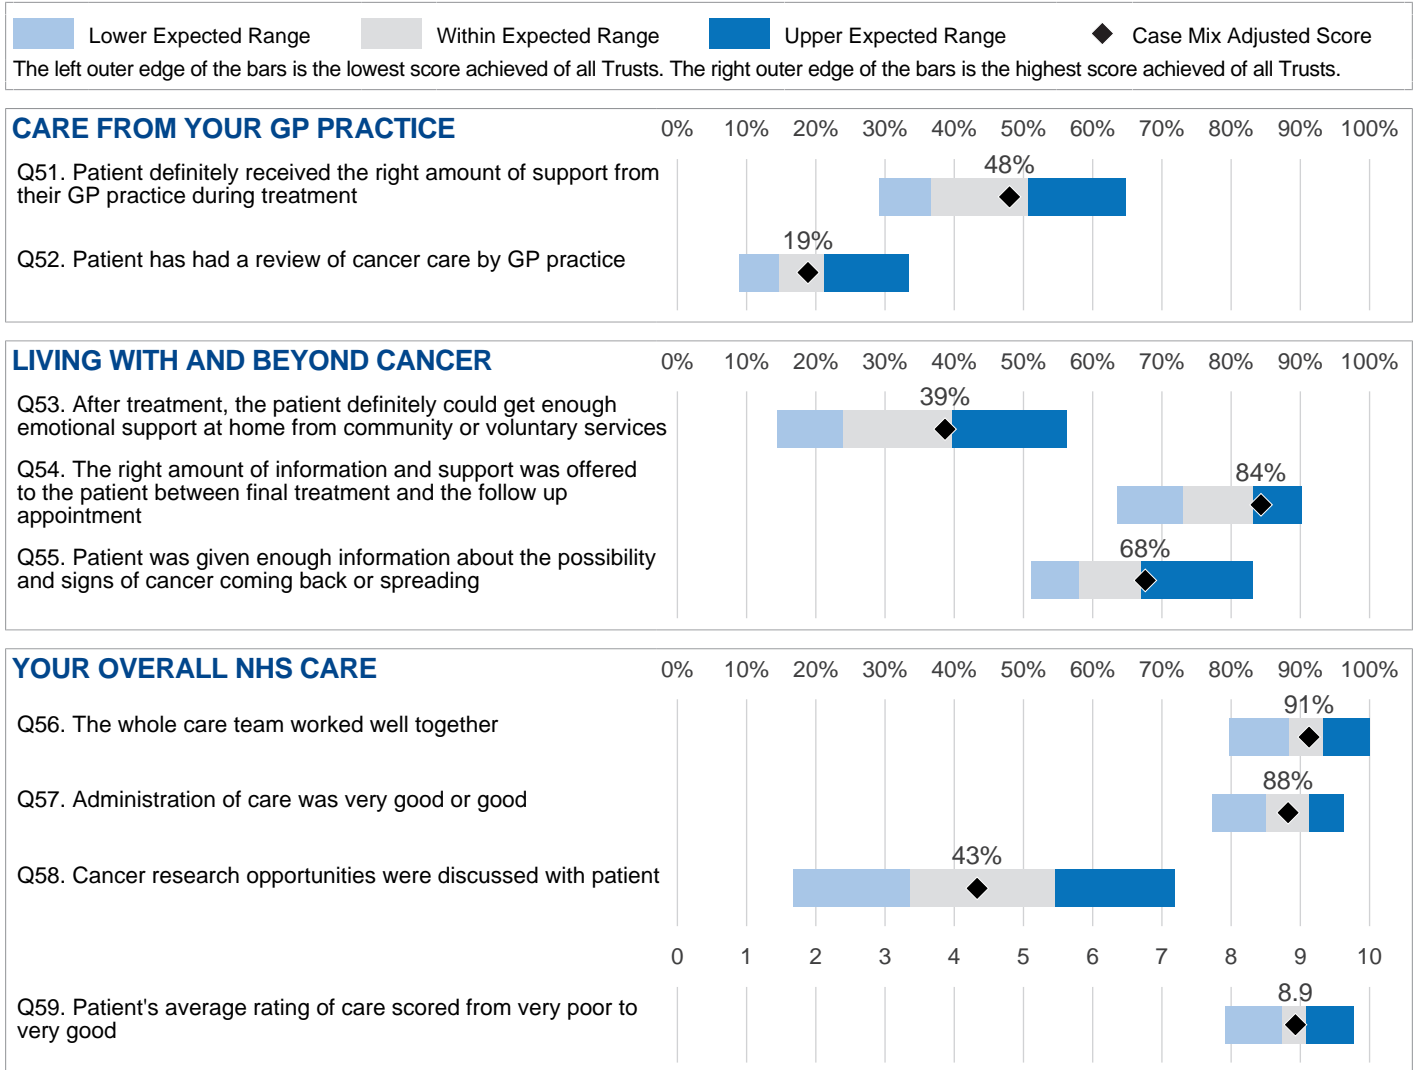 Lower Expected Range Within Expected Range Upper Expected Range Case Mix Adjusted Score
The left outer edge of the bars is the lowest score achieved of all Trusts. The right outer edge of the bars is the highest score achieved of all Trusts.
CARE FROM YOUR GP PRACTICE 0% 10% 20% 30% 40% 50% 60% 70% 80% 90% 100%
48%
Q51. Patient definitely received the right amount of support from
their GP practice during treatment
19%
Q52. Patient has had a review of cancer care by GP practice
LIVING WITH AND BEYOND CANCER 0% 10% 20% 30% 40% 50% 60% 70% 80% 90% 100%
39%
Q53. After treatment, the patient definitely could get enough
emotional support at home from community or voluntary services
Q54. The right amount of information and support was offered
84%
to the patient between final treatment and the follow up
appointment
68%
Q55. Patient was given enough information about the possibility
and signs of cancer coming back or spreading
YOUR OVERALL NHS CARE 0% 10% 20% 30% 40% 50% 60% 70% 80% 90% 100%
91%
Q56. The whole care team worked well together
88%
Q57. Administration of care was very good or good
43%
Q58. Cancer research opportunities were discussed with patient
0 1 2 3 4 5 6 7 8 9 10
8.9
Q59. Patient's average rating of care scored from very poor to
very good